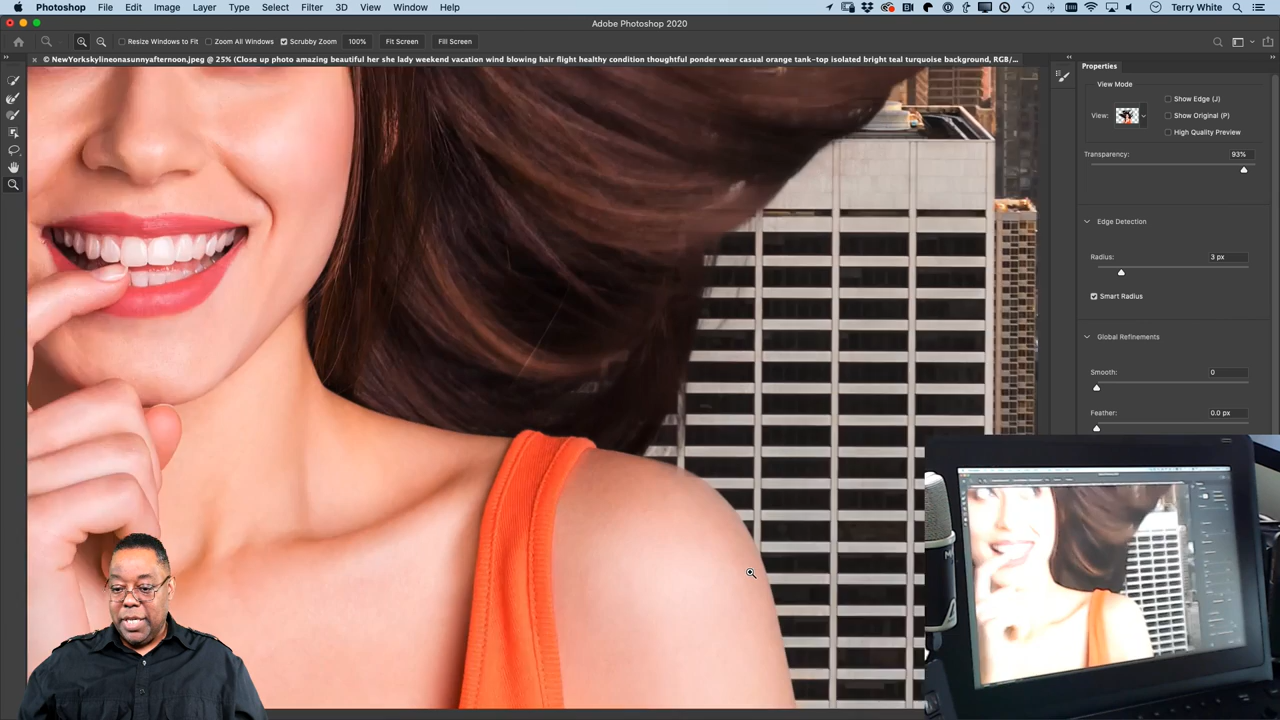 Photoshop File Edit Image Layer Type Select Filter 3D View Window Help Terry White
Adobe Photoshop 2020
Resize Windows to Fit Zoom All Windows Scrubby Zoom 100% Fit Screen Fill Screen
© NewYorkskylineonasunnyafternoon.jpeg @ 25% (Close up photo amazing beautiful her she lady weekend vacation wind blowing hair flight healthy condition thoughtful ponder wear casual orange tank-top isolated bright teal turquoise background, RGB/...
Properties
View Mode
Show Edge (J)
View:
Show Original (P)
High Quality Preview
Transparency: 93%
Edge Detection
Radius: 3 px
Smart Radius
Global Refinements
Smooth: 0
Feather: 0.0 px